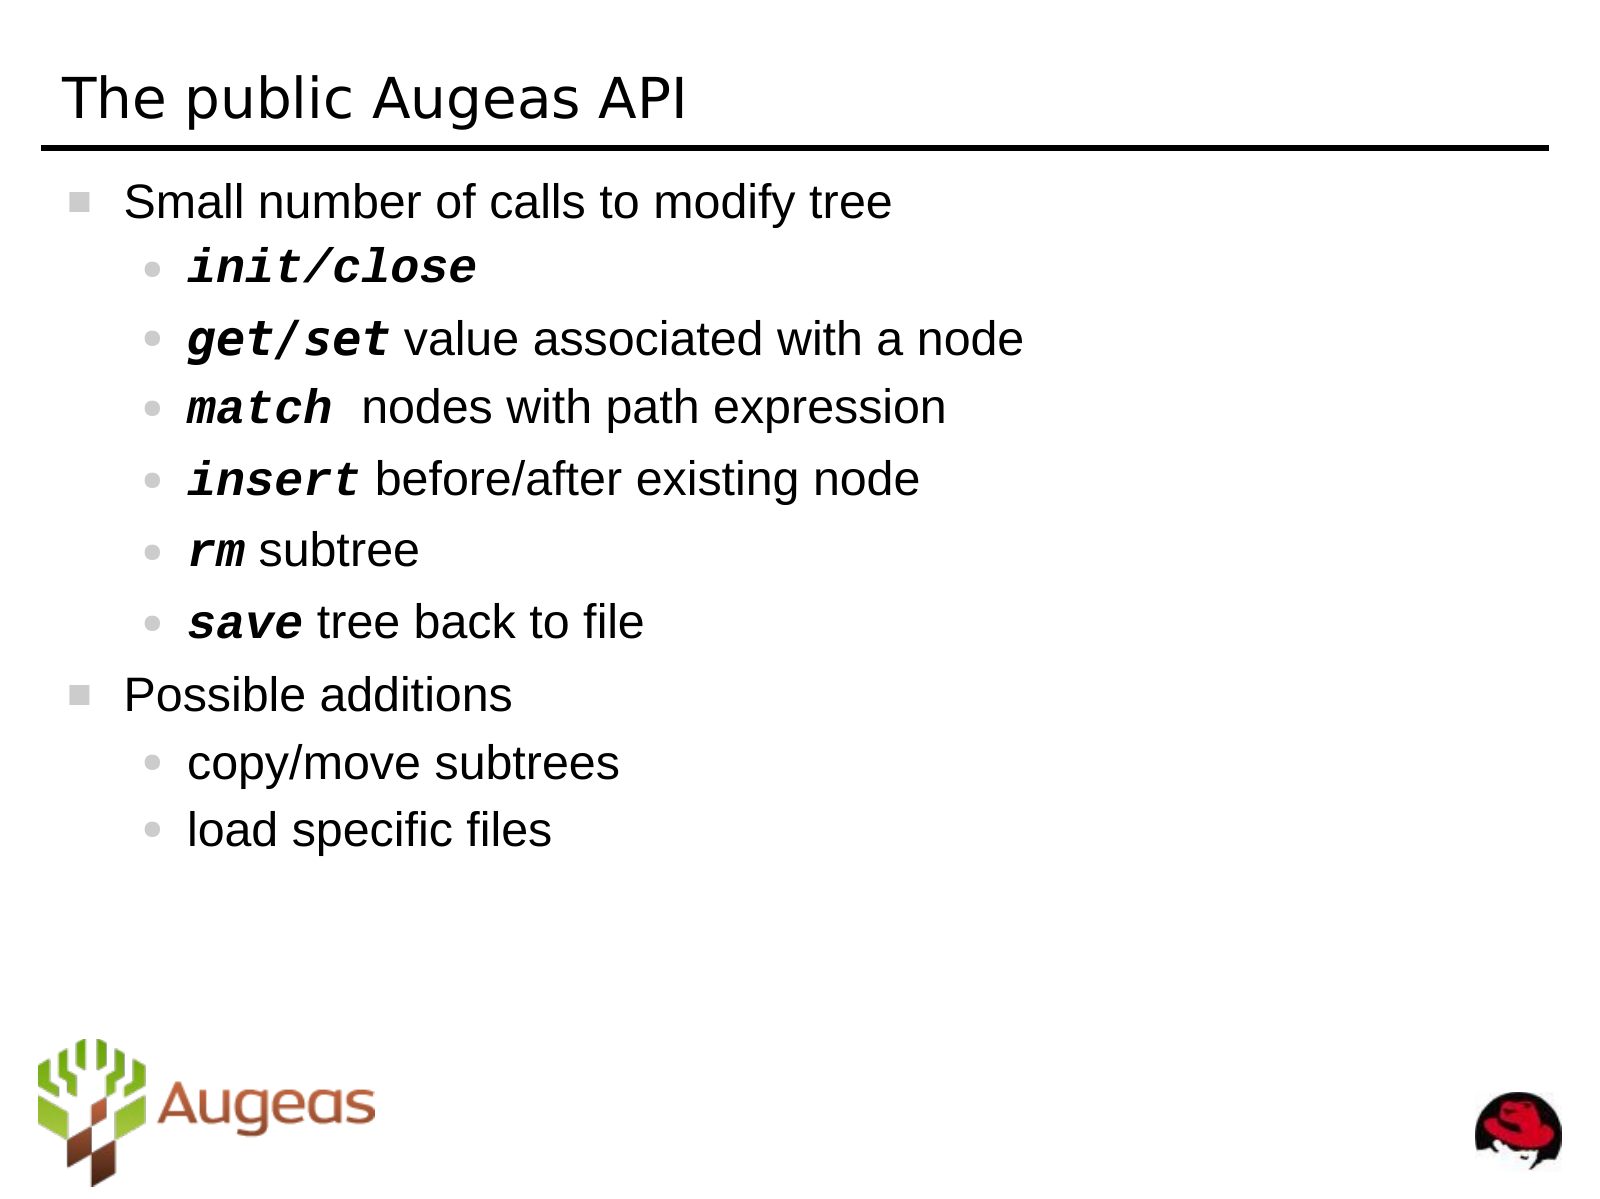 The public Augeas API
Small number of calls to modify tree
init/close
get/set value associated with a node
match nodes with path expression
insert before/after existing node
rm subtree
save tree back to file
Possible additions
copy/move subtrees
load specific files
Augeas